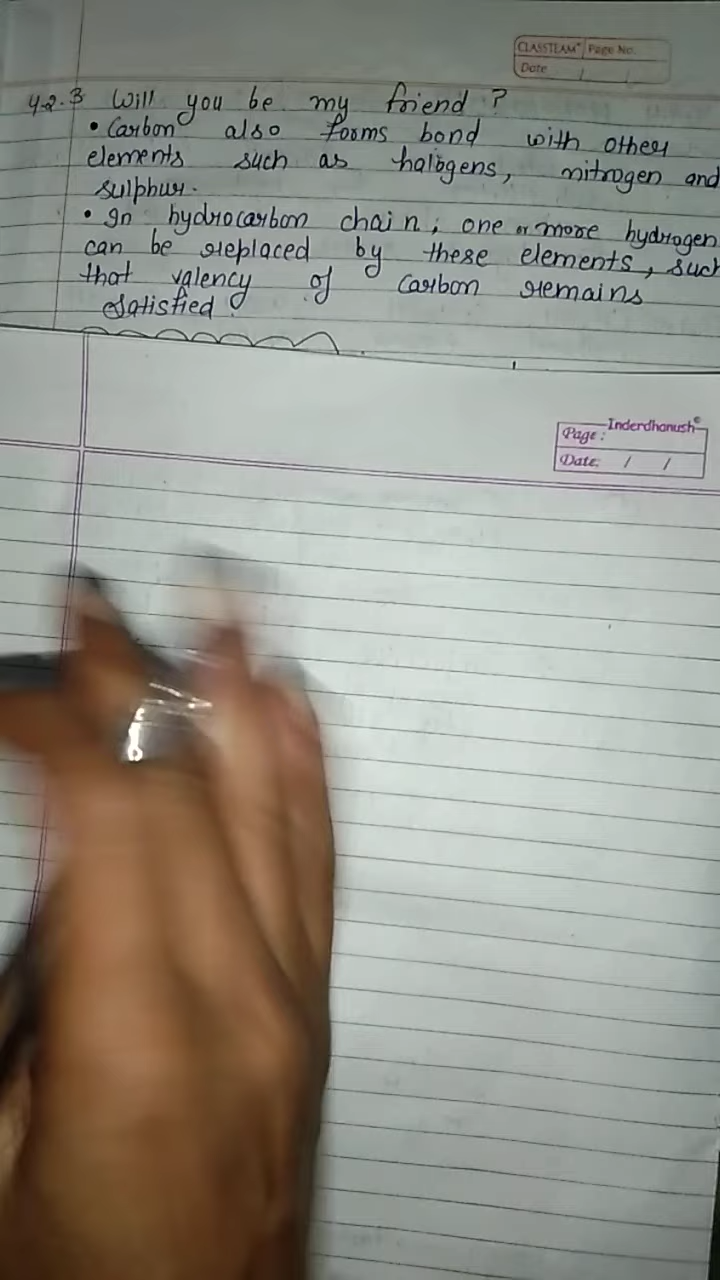 CLASSTEAM Page No.
Date / /
4.2.3 Will you be my friend ?
• Carbon also forms bond with other
elements such as halogens, nitrogen and
sulphur.
• In hydrocarbon chain, one or more hydrogen
can be replaced by these elements, such
that valency of carbon remains
satisfied.
Inderdhanush©
Page:
Date: / /